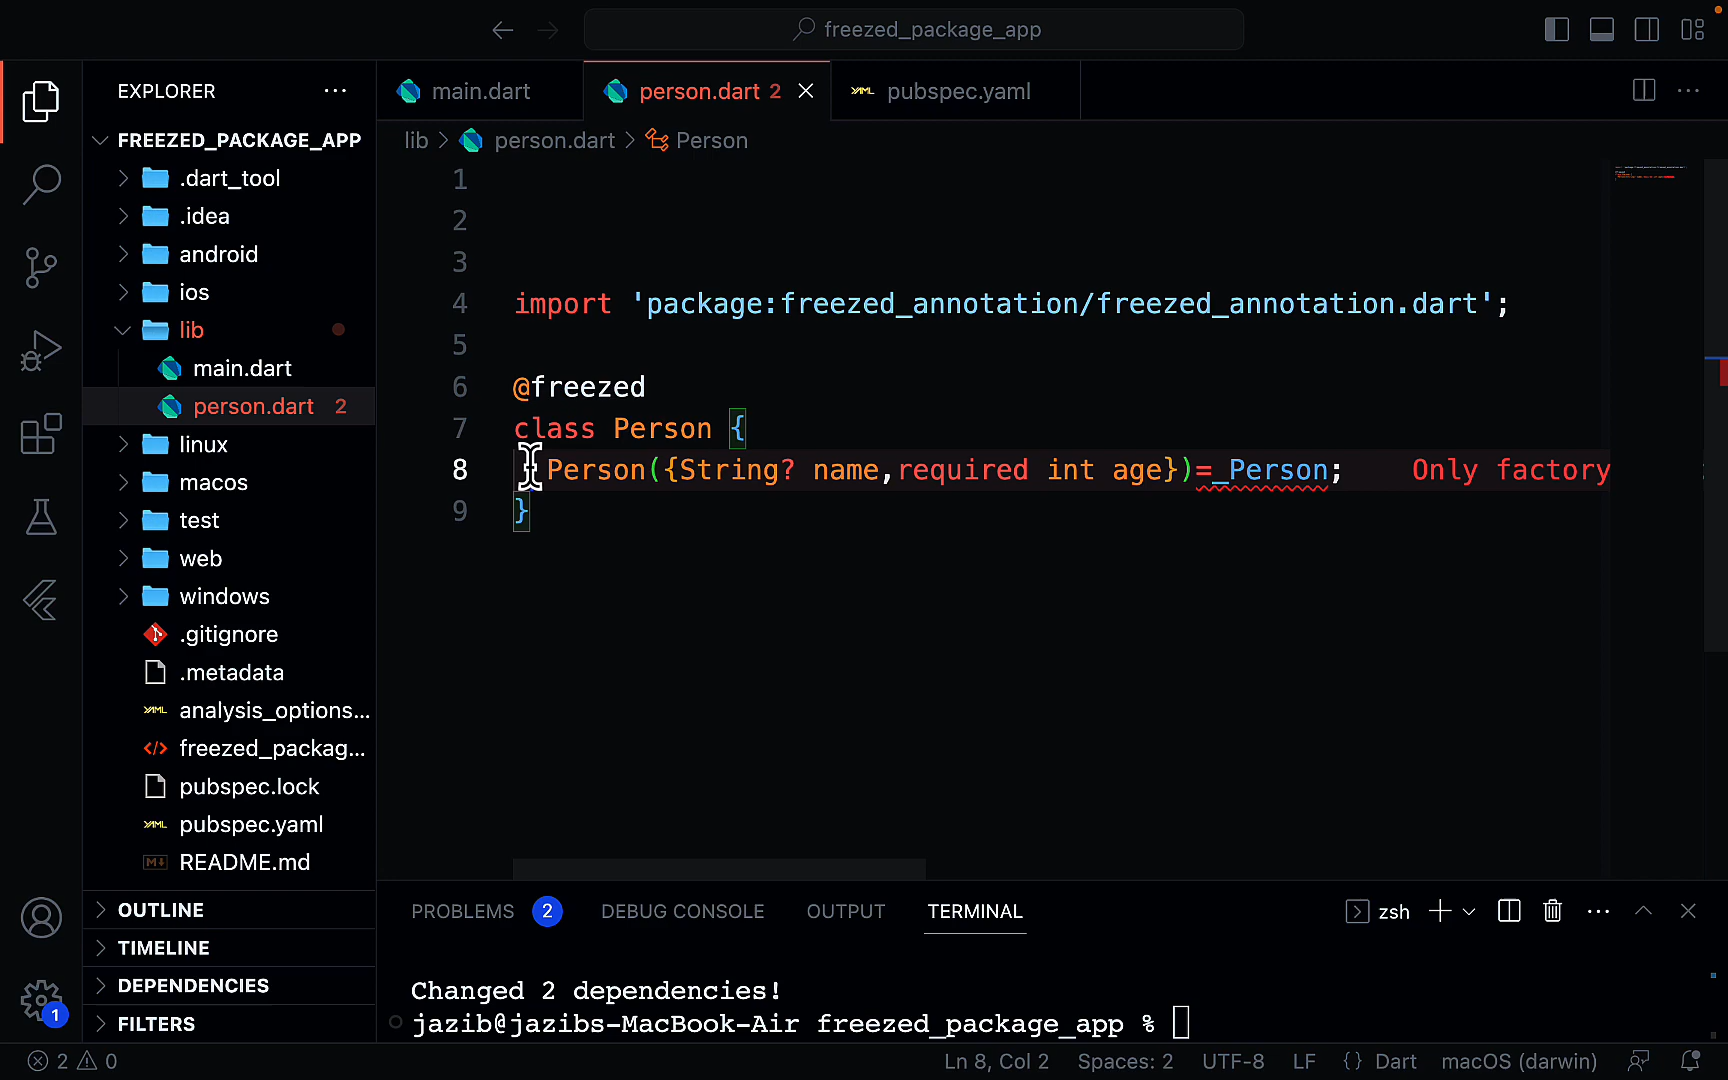 freezed_package_app
EXPLORER
main.dart
person.dart 2
pubspec.yaml
FREEZED_PACKAGE_APP
lib > person.dart > Person
.dart_tool
.idea
android
ios
lib
main.dart
person.dart 2
linux
macos
test
web
windows
.gitignore
.metadata
analysis_options...
freezed_packag...
pubspec.lock
pubspec.yaml
README.md
OUTLINE
TIMELINE
DEPENDENCIES
FILTERS
1
2
3
4 import 'package:freezed_annotation/freezed_annotation.dart';
5
6 @freezed
7 class Person {
8 Person({String? name,required int age})=_Person; Only factory
9 }
PROBLEMS 2 DEBUG CONSOLE OUTPUT TERMINAL zsh
Changed 2 dependencies!
jazib@jazibs-MacBook-Air freezed_package_app %
1
2 0 Ln 8, Col 2 Spaces: 2 UTF-8 LF {} Dart macOS (darwin)